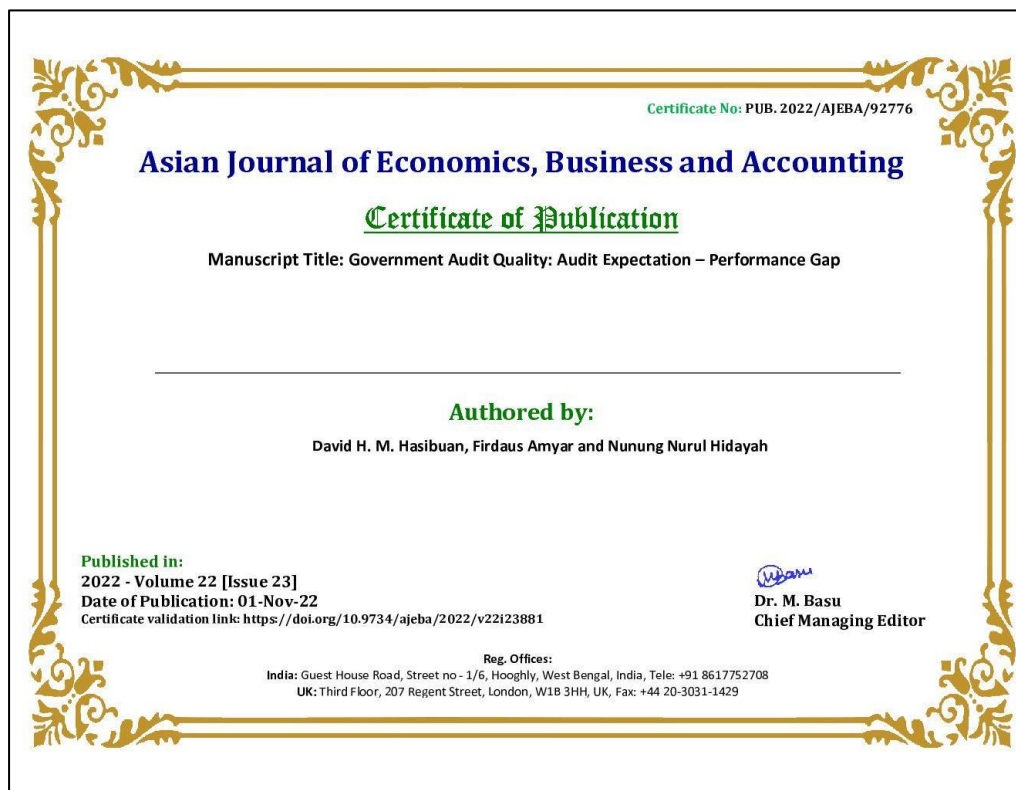 Certificate No: PUB. 2022/AJEBA/92776
Asian Journal of Economics, Business and Accounting
Certificate of Publication
Manuscript Title: Government Audit Quality: Audit Expectation – Performance Gap
Authored by:
David H. M. Hasibuan, Firdaus Amyar and Nunung Nurul Hidayah
Published in:
2022 - Volume 22 [Issue 23]
Date of Publication: 01-Nov-22
Certificate validation link: https://doi.org/10.9734/ajeba/2022/v22i23881
MBasu
Dr. M. Basu
Chief Managing Editor
Reg. Offices:
India: Guest House Road, Street no - 1/6, Hooghly, West Bengal, India, Tele: +91 8617752708
UK: Third Floor, 207 Regent Street, London, W1B 3HH, UK, Fax: +44 20-3031-1429